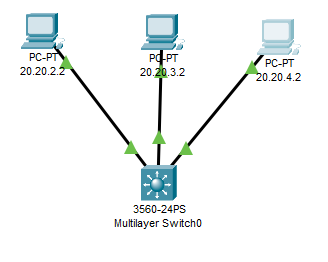 PC-PT
20.20.2.2
PC-PT
20.20.3.2
PC-PT
20.20.4.2
3560-24PS
Multilayer Switch0